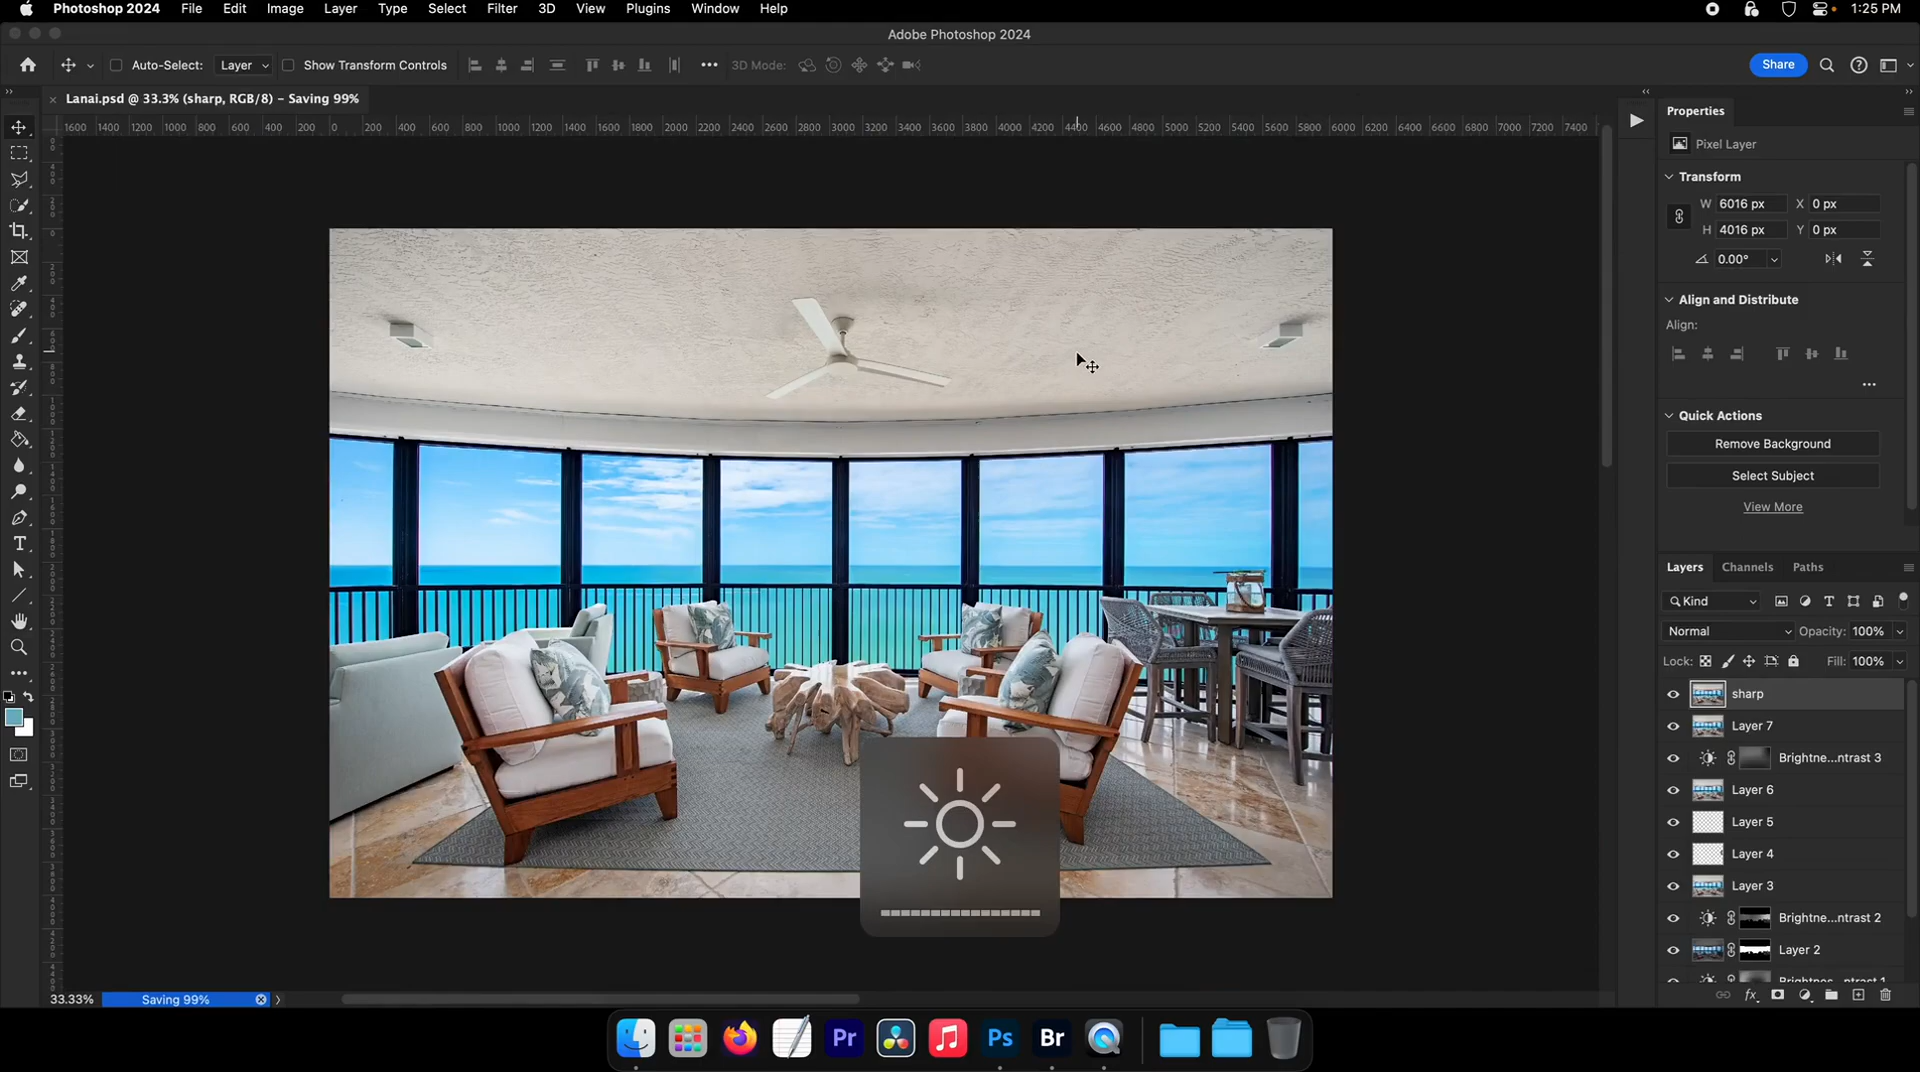 Photoshop 2024 File Edit Image Layer Type Select Filter 3D View Plugins Window Help 1:25 PM
Adobe Photoshop 2024
Auto-Select: Layer Show Transform Controls 3D Mode: Share
Lanai.psd @ 33.3% (sharp, RGB/8) – Saving 99%
1600 1400 1200 1000 800 600 400 200 0 200 400 600 800 1000 1200 1400 1600 1800 2000 2200 2400 2600 2800 3000 3200 3400 3600 3800 4000 4200 4400 4600 4800 5000 5200 5400 5600 5800 6000 6200 6400 6600 6800 7000 7200 7400
Properties
Pixel Layer
Transform
W 6016 px X 0 px
H 4016 px Y 0 px
0.00°
Align and Distribute
Align:
Quick Actions
Remove Background
Select Subject
View More
Layers Channels Paths
Kind
Normal Opacity: 100%
Lock: Fill: 100%
sharp
Layer 7
Brightne...ntrast 3
Layer 6
Layer 5
Layer 4
Layer 3
Brightne...ntrast 2
Layer 2
Brightne...ntrast 1
fx
33.33% Saving 99%
Pr Ps Br